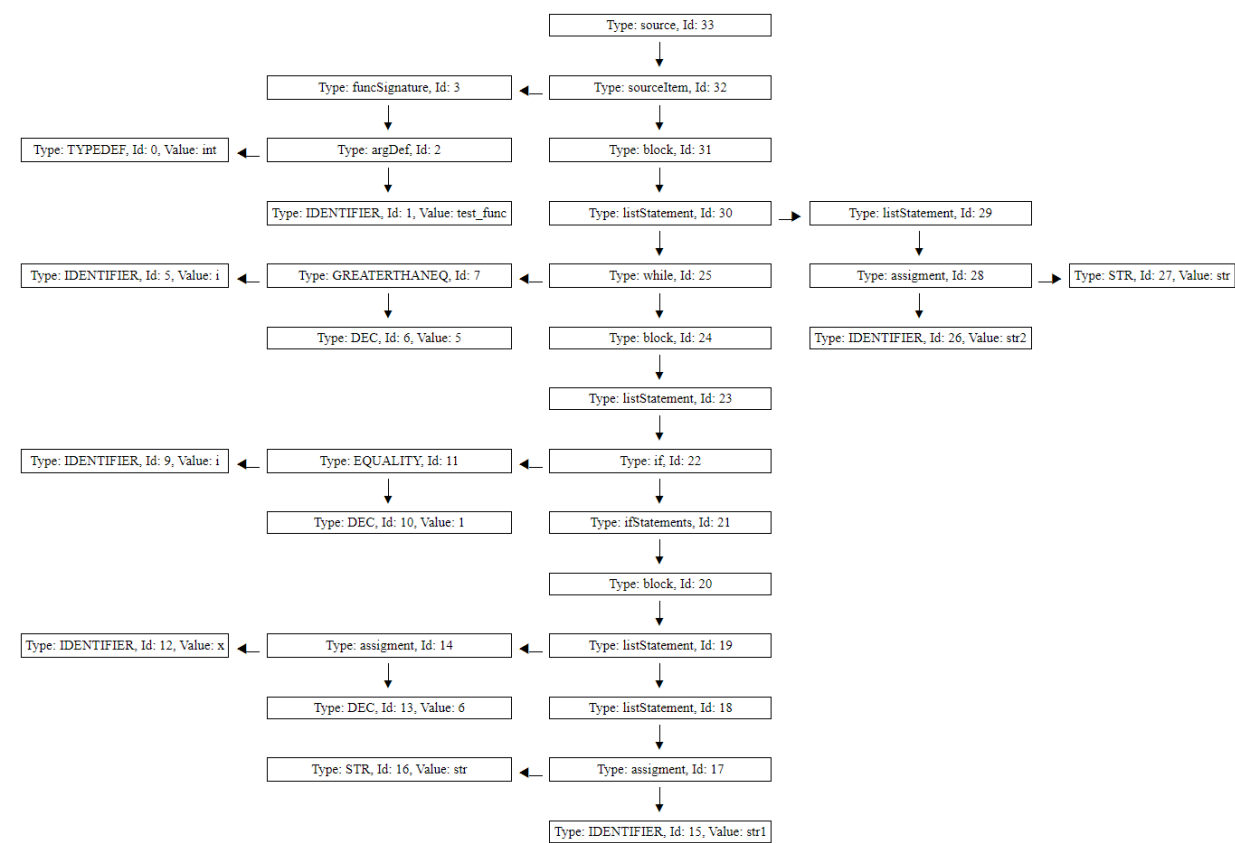 Type: source, Id: 33
Type: funcSignature, Id: 3
Type: sourceItem, Id: 32
Type: TYPEDEF, Id: 0, Value: int
Type: argDef, Id: 2
Type: block, Id: 31
Type: IDENTIFIER, Id: 1, Value: test_func
Type: listStatement, Id: 30
Type: listStatement, Id: 29
Type: IDENTIFIER, Id: 5, Value: i
Type: GREATERTHANEQ, Id: 7
Type: while, Id: 25
Type: assigment, Id: 28
Type: STR, Id: 27, Value: str
Type: DEC, Id: 6, Value: 5
Type: block, Id: 24
Type: IDENTIFIER, Id: 26, Value: str2
Type: listStatement, Id: 23
Type: IDENTIFIER, Id: 9, Value: i
Type: EQUALITY, Id: 11
Type: if, Id: 22
Type: DEC, Id: 10, Value: 1
Type: ifStatements, Id: 21
Type: block, Id: 20
Type: IDENTIFIER, Id: 12, Value: x
Type: assigment, Id: 14
Type: listStatement, Id: 19
Type: DEC, Id: 13, Value: 6
Type: listStatement, Id: 18
Type: STR, Id: 16, Value: str
Type: assigment, Id: 17
Type: IDENTIFIER, Id: 15, Value: str1